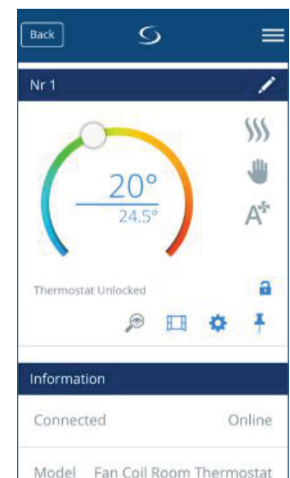 Back
Nr 1
20°
24.5°
A
Thermostat Unlocked
Information
Connected Online
Model Fan Coil Room Thermostat